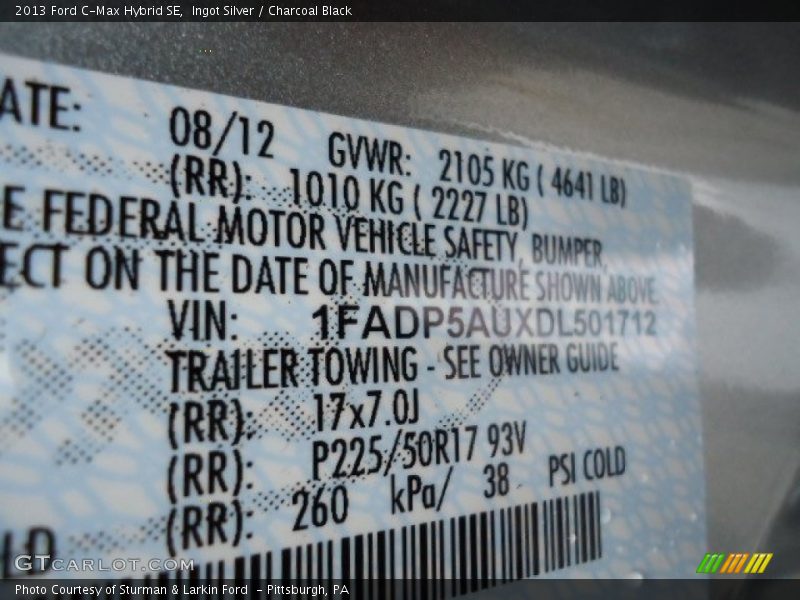 2013 Ford C-Max Hybrid SE, Ingot Silver / Charcoal Black
ATE: 08/12 GVWR: 2105 KG ( 4641 LB)
(RR): 1010 KG ( 2227 LB)
E FEDERAL MOTOR VEHICLE SAFETY, BUMPER,
ECT ON THE DATE OF MANUFACTURE SHOWN ABOVE.
VIN: 1FADP5AUXDL501712
TRAILER TOWING - SEE OWNER GUIDE
(RR): 17x7.0J
(RR): P225/50R17 93V
(RR): 260 kPa/ 38 PSI COLD
GTCARLOT.COM
Photo Courtesy of Sturman & Larkin Ford - Pittsburgh, PA